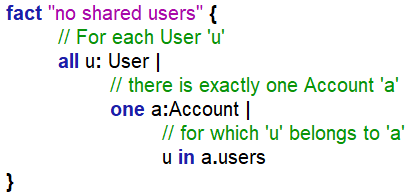 fact "no shared users" {
// For each User 'u'
all u: User |
// there is exactly one Account 'a'
one a:Account |
// for which 'u' belongs to 'a'
u in a.users
}